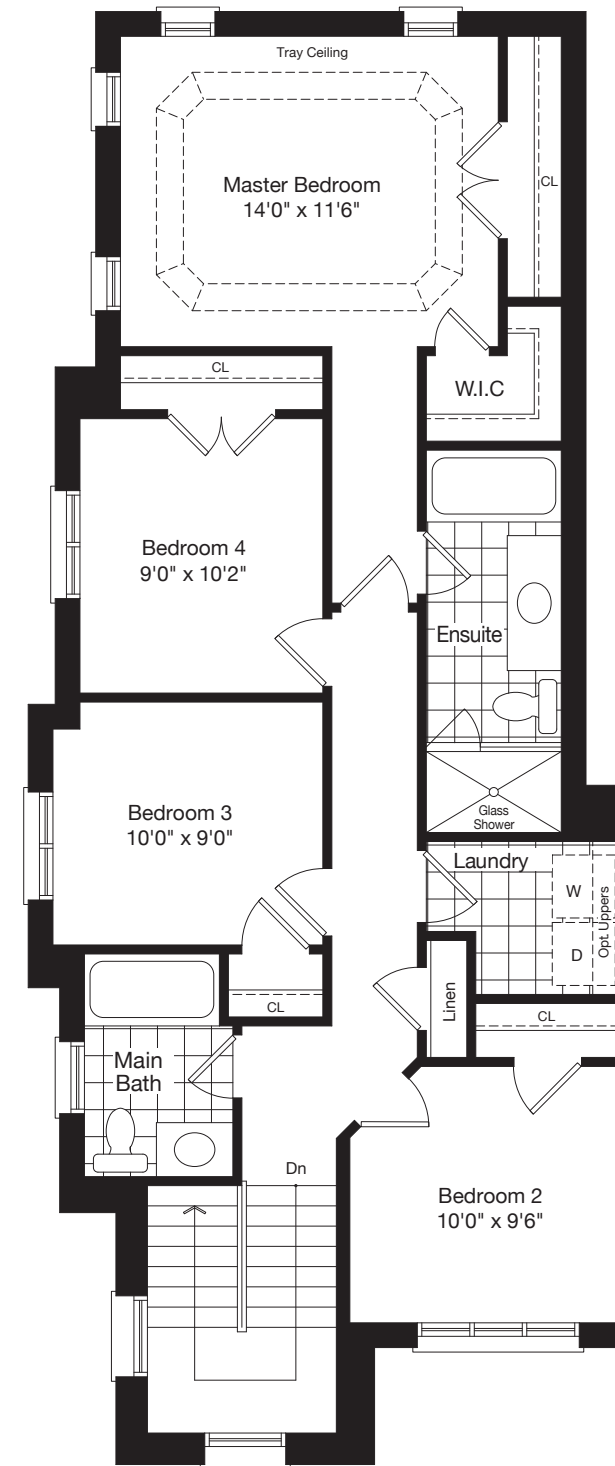 Tray Ceiling
Master Bedroom
14'0" x 11'6"
CL
W.I.C
CL
Bedroom 4
9'0" x 10'2"
Ensuite
Glass
Shower
Bedroom 3
10'0" x 9'0"
Laundry
W
D
Opt. Uppers
CL
Linen
CL
Main
Bath
Dn
Bedroom 2
10'0" x 9'6"